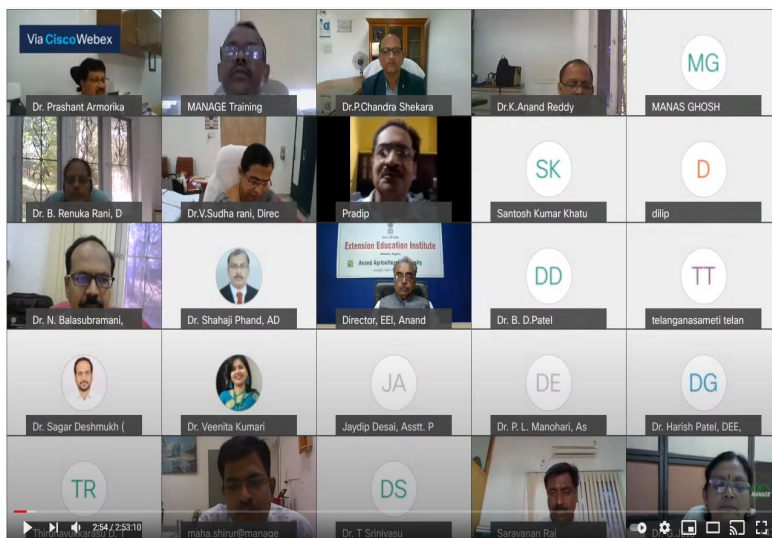 Via Cisco Webex
Dr. Prashant Armorika
MANAGE Training
Dr.P.Chandra Shekara
Dr.K.Anand Reddy
MG
MANAS GHOSH
Dr. B. Renuka Rani, D
Dr.V.Sudha rani, Direc
Pradip
SK
Santosh Kumar Khatu
D
dilip
Dr. N. Balasubramani,
Dr. Shahaji Phand, AD
Extension Education Institute
Anand Agricultural University
Director, EEI, Anand
DD
Dr. B. D.Patel
TT
telanganasameti telan
Dr. Sagar Deshmukh (
Dr. Veenita Kumari
JA
Jaydip Desai, Asstt. P
DE
Dr. P. L. Manohari, As
DG
Dr. Harish Patel, DEE,
TR
Thirunavukkarasu D. T
maha.shirur@manage
DS
Dr. T Srinivasu
Saravanan Raj
MANAGE
2:54 / 2:53:10